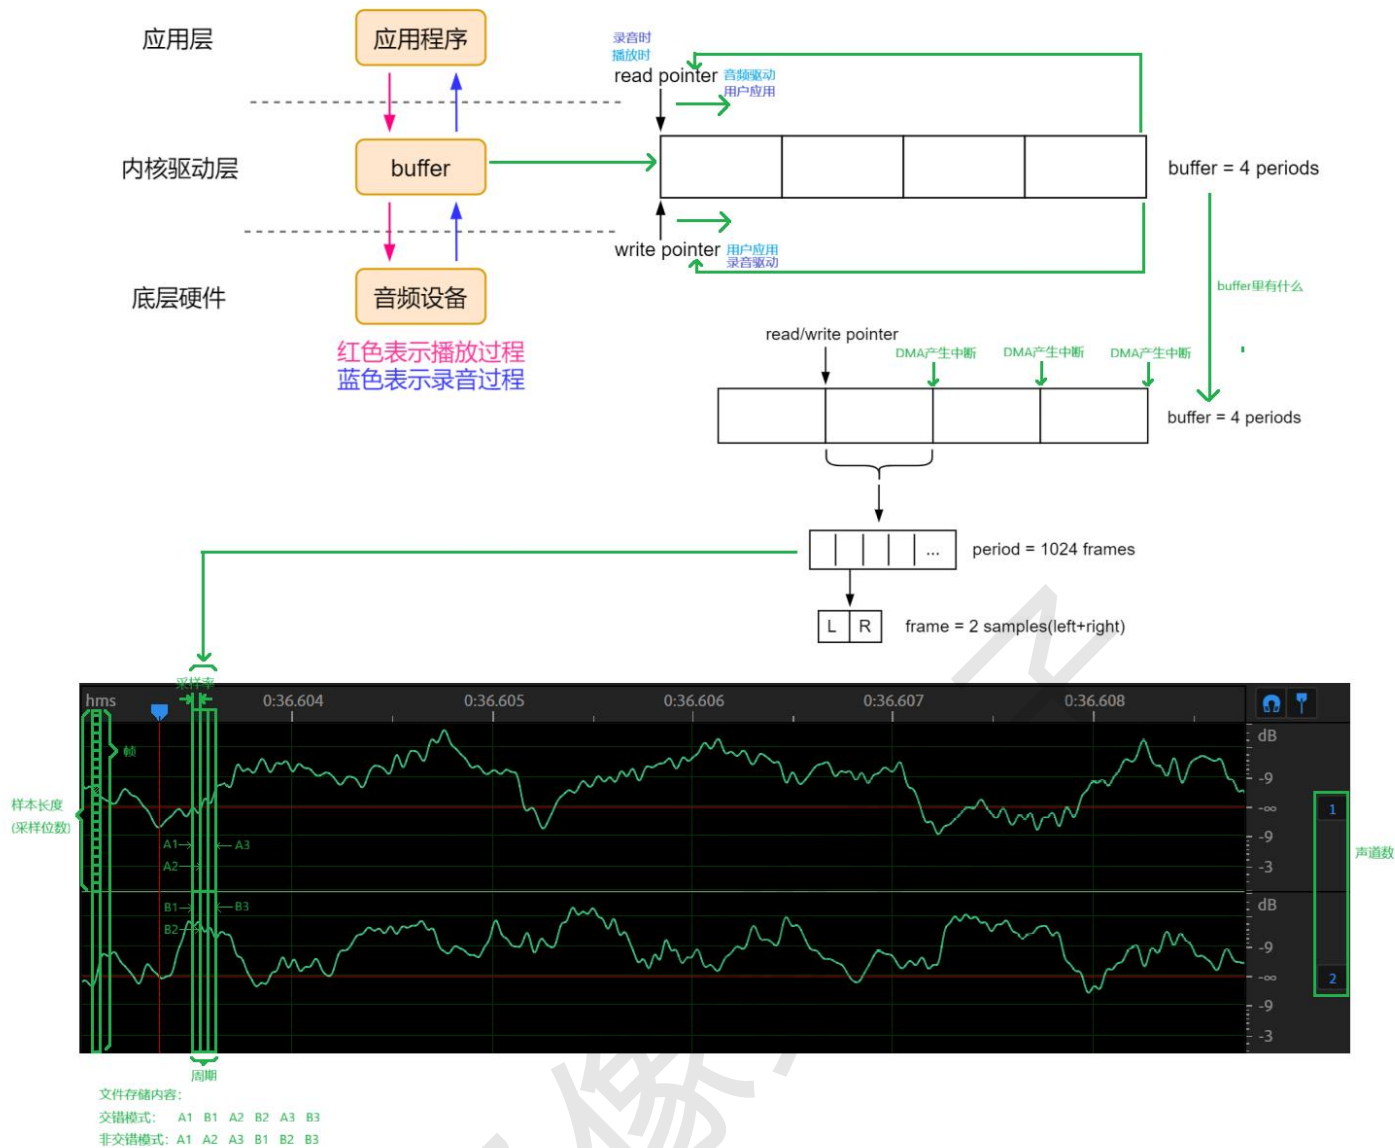 应用层
应用程序
内核驱动层
buffer
底层硬件
音频设备
红色表示播放过程
蓝色表示录音过程
录音时
播放时
read pointer
音频驱动
用户应用
buffer = 4 periods
write pointer
用户应用
录音驱动
buffer里有什么
read/write pointer
DMA产生中断
DMA产生中断
DMA产生中断
buffer = 4 periods
...
period = 1024 frames
L R
frame = 2 samples(left+right)
采样率
hms
0:36.604
0:36.605
0:36.606
0:36.607
0:36.608
帧
样本长度
(采样位数)
A1
A2
A3
B1
B2
B3
dB
-9
-∞
-9
-3
dB
-9
-∞
-9
-3
1
2
声道数
周期
文件存储内容：
交错模式： A1 B1 A2 B2 A3 B3
非交错模式：A1 A2 A3 B1 B2 B3